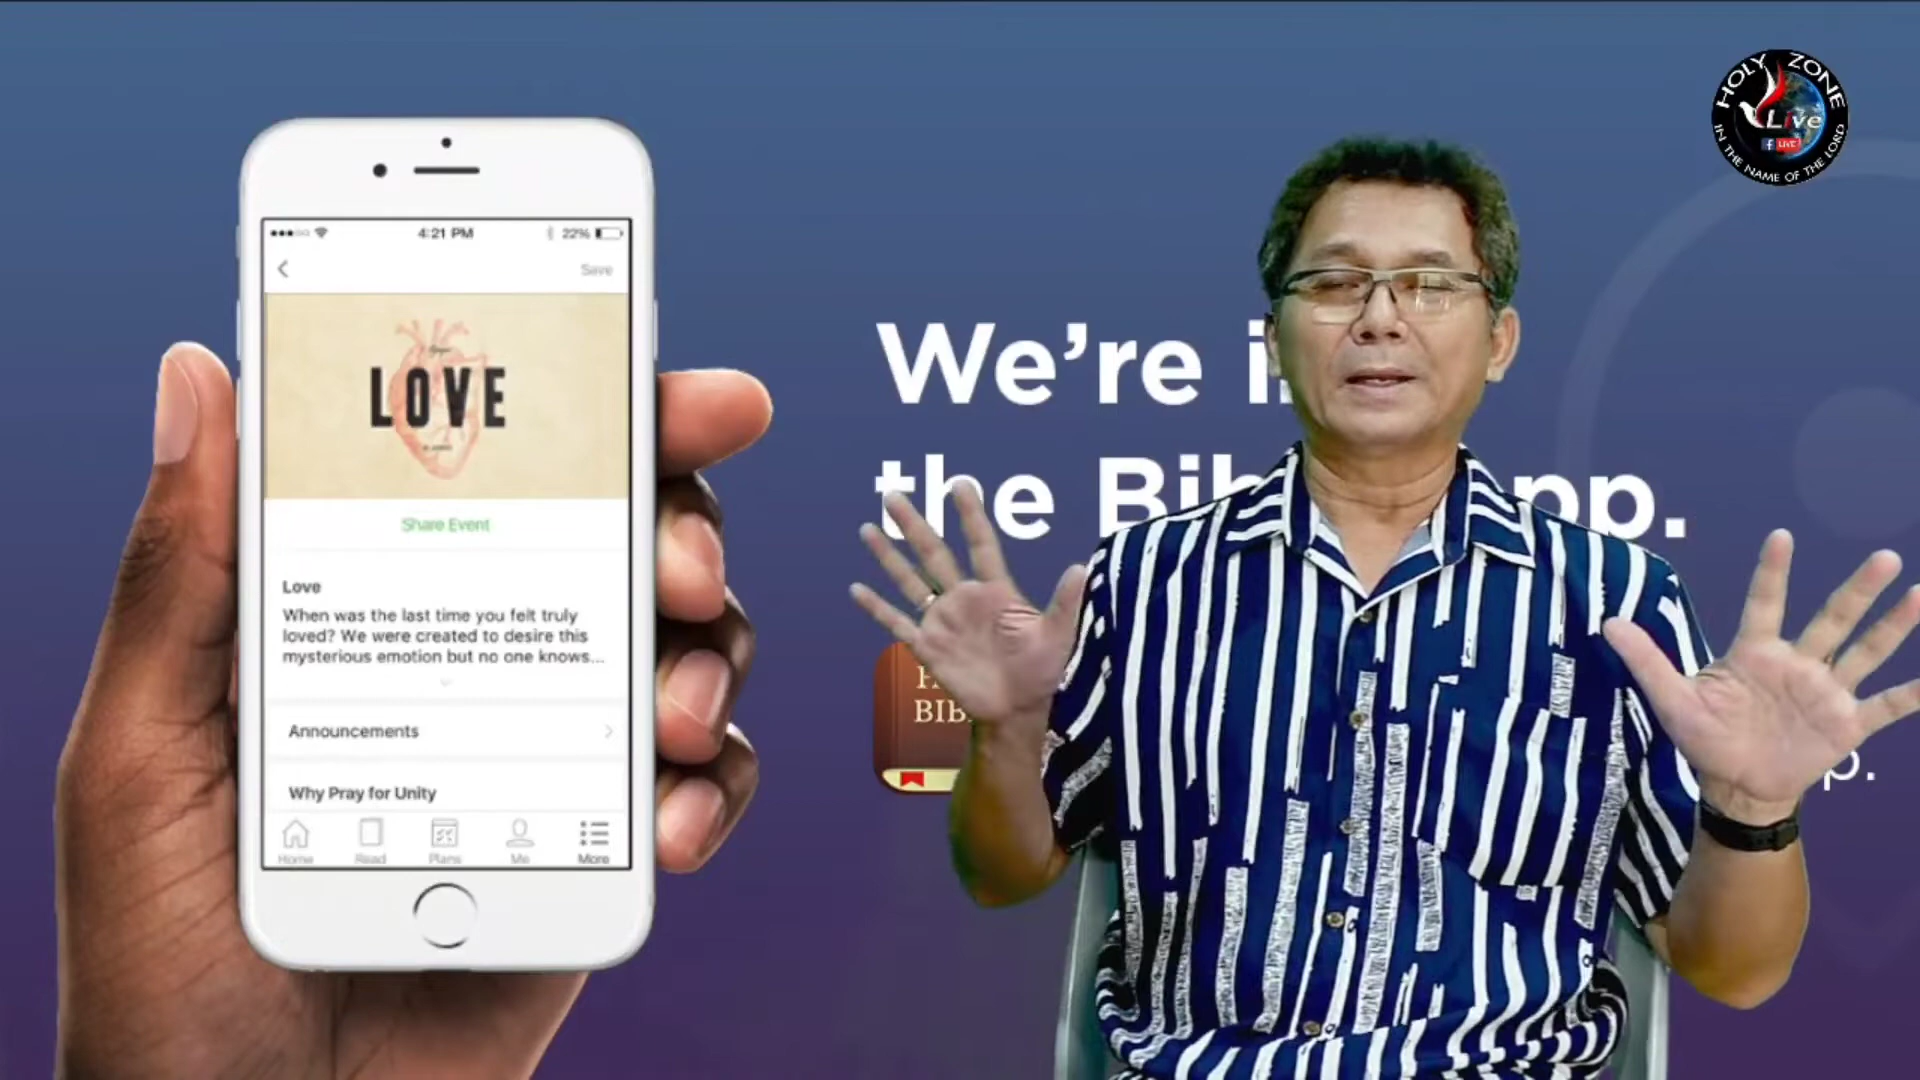 HOLY ZONE
Live
LIVE
IN THE NAME OF THE LORD
4:21 PM
22%
Save
LOVE
Share Event
Love
When was the last time you felt truly
loved? We were created to desire this
mysterious emotion but no one knows...
Announcements
Why Pray for Unity
Home Read Plans Me More
We're i
the Bib pp.
BIB
p.